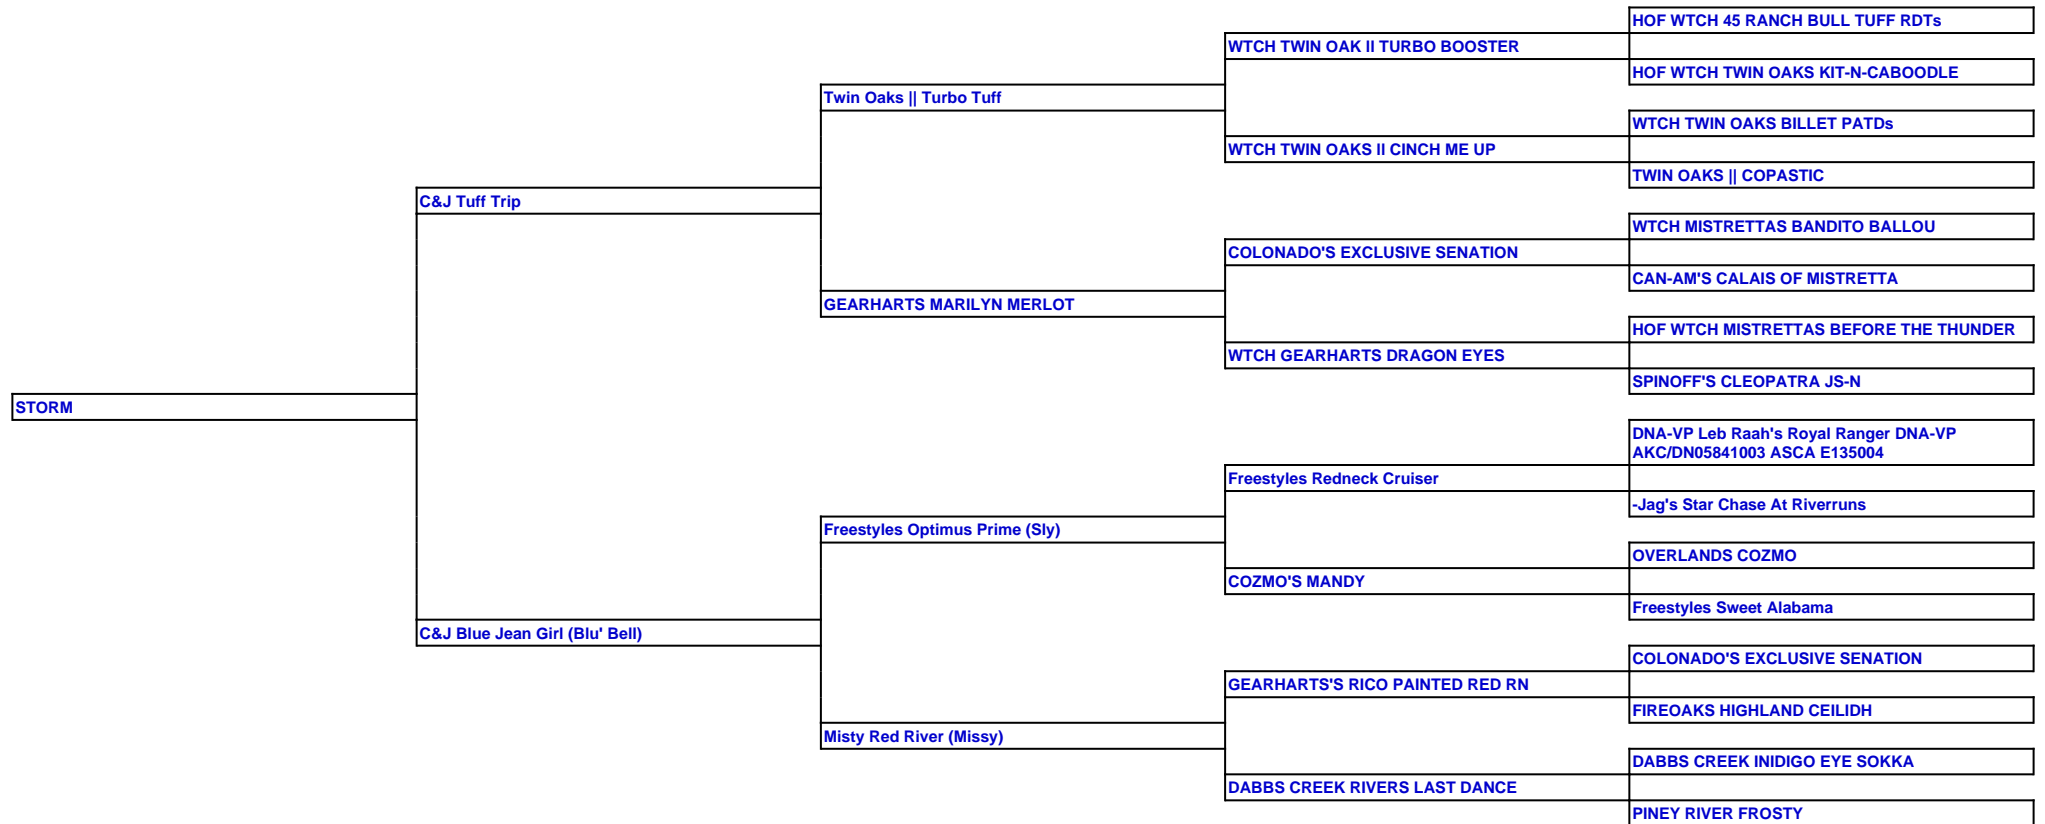 HOF WTCH 45 RANCH BULL TUFF RDTs
WTCH TWIN OAK II TURBO BOOSTER
HOF WTCH TWIN OAKS KIT-N-CABOODLE
Twin Oaks || Turbo Tuff
WTCH TWIN OAKS BILLET PATDs
WTCH TWIN OAKS II CINCH ME UP
TWIN OAKS || COPASTIC
C&J Tuff Trip
WTCH MISTRETTAS BANDITO BALLOU
COLONADO'S EXCLUSIVE SENATION
CAN-AM'S CALAIS OF MISTRETTA
GEARHARTS MARILYN MERLOT
HOF WTCH MISTRETTAS BEFORE THE THUNDER
WTCH GEARHARTS DRAGON EYES
SPINOFF'S CLEOPATRA JS-N
STORM
DNA-VP Leb Raah's Royal Ranger DNA-VP
AKC/DN05841003 ASCA E135004
Freestyles Redneck Cruiser
-Jag's Star Chase At Riverruns
Freestyles Optimus Prime (Sly)
OVERLANDS COZMO
COZMO'S MANDY
Freestyles Sweet Alabama
C&J Blue Jean Girl (Blu' Bell)
COLONADO'S EXCLUSIVE SENATION
GEARHARTS'S RICO PAINTED RED RN
FIREOAKS HIGHLAND CEILIDH
Misty Red River (Missy)
DABBS CREEK INIDIGO EYE SOKKA
DABBS CREEK RIVERS LAST DANCE
PINEY RIVER FROSTY